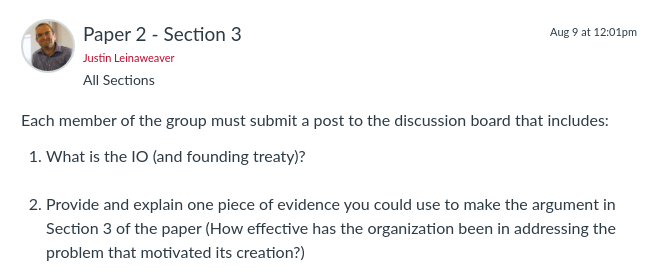 Paper 2 - Section 3
Aug 9 at 12:01pm
Justin Leinaweaver
All Sections
Each member of the group must submit a post to the discussion board that includes:
1. What is the IO (and founding treaty)?
2. Provide and explain one piece of evidence you could use to make the argument in
Section 3 of the paper (How effective has the organization been in addressing the
problem that motivated its creation?)